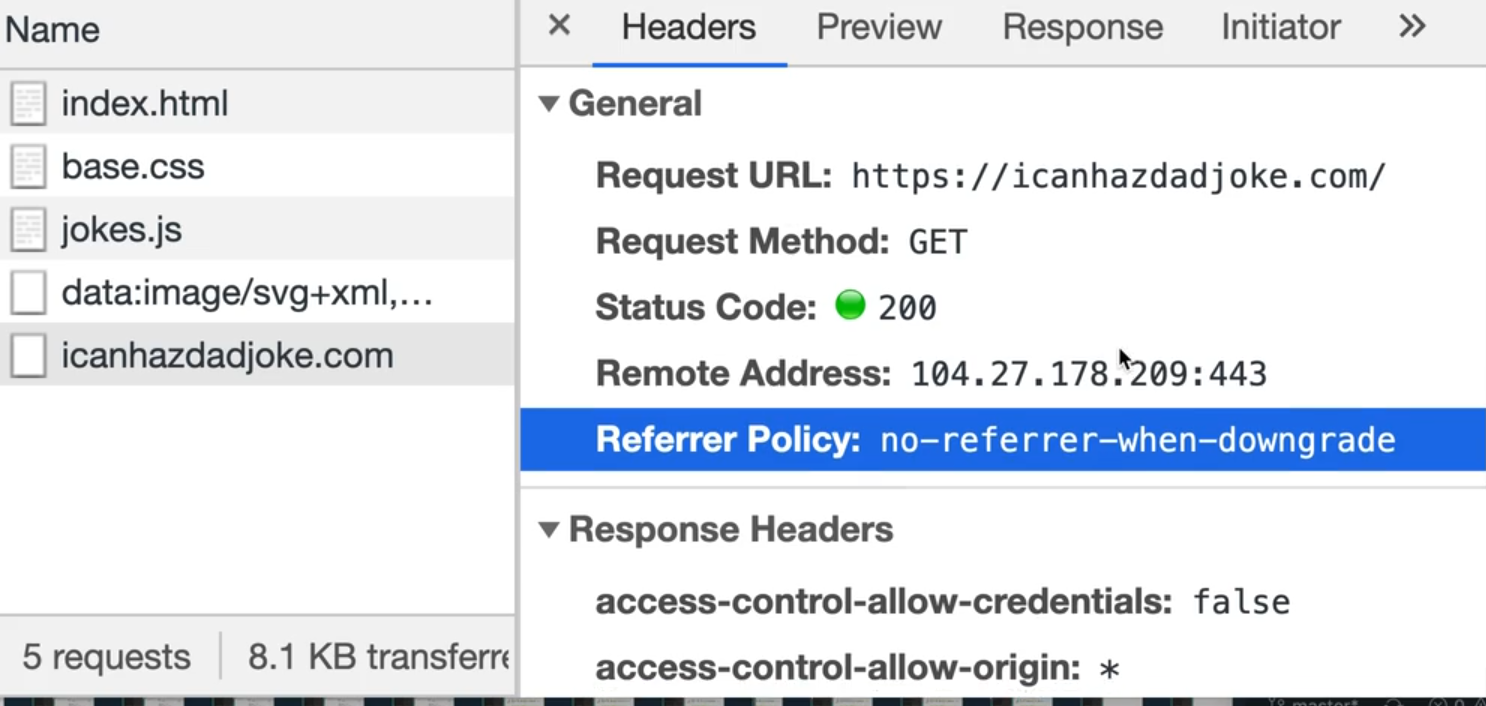 Name
index.html
base.css
jokes.js
data:image/svg+xml,...
icanhazdadjoke.com
5 requests
8.1 KB
× Headers Preview Response Initiator »
▼ General
Request URL: https://icanhazdadjoke.com/
Request Method: GET
Status Code: 200
Remote Address: 104.27.178.209:443
Referrer Policy: no-referrer-when-downgrade
▼ Response Headers
access-control-allow-credentials: false
access-control-allow-origin: *
master*